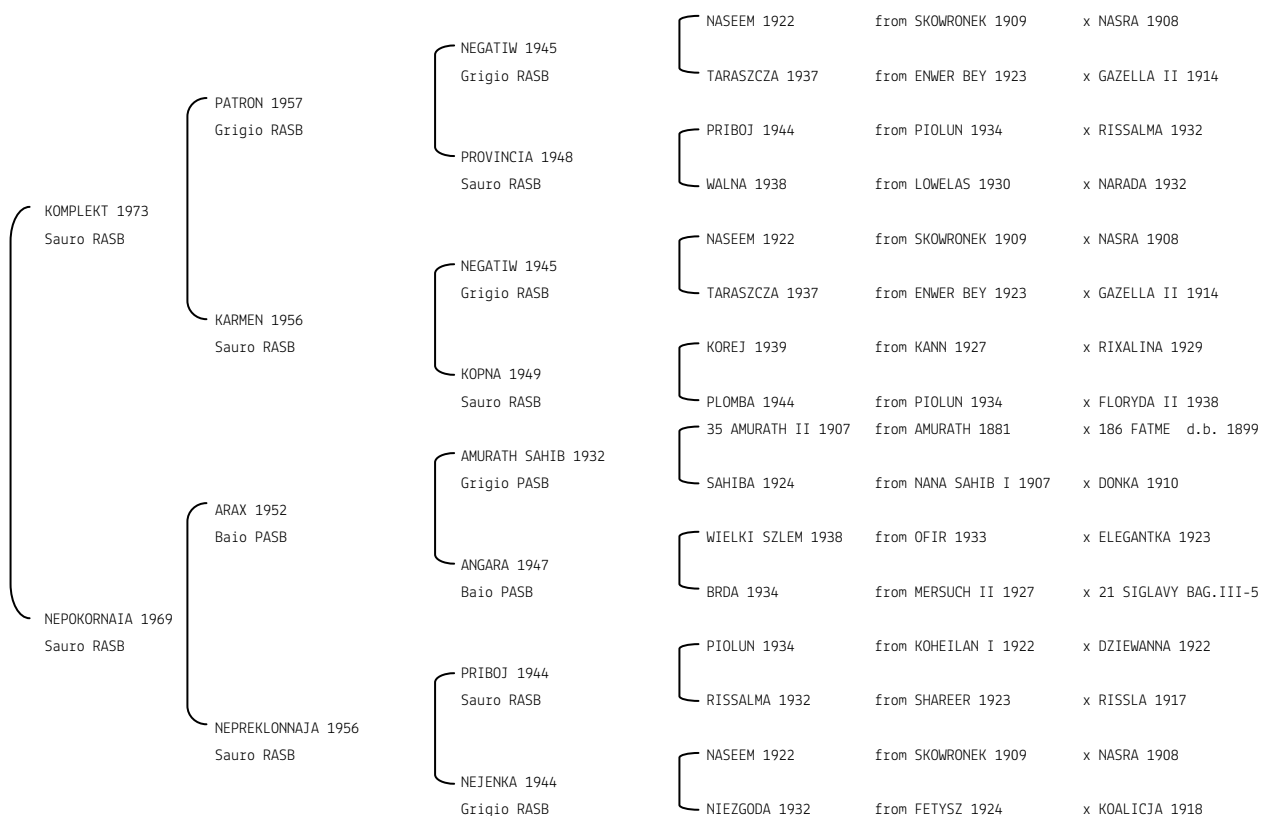 NASEEM 1922 from SKOWRONEK 1909 x NASRA 1908
NEGATIW 1945
Grigio RASB TARASZCZA 1937 from ENWER BEY 1923 x GAZELLA II 1914
PATRON 1957
Grigio RASB PRIBOJ 1944 from PIOLUN 1934 x RISSALMA 1932
PROVINCIA 1948
Sauro RASB WALNA 1938 from LOWELAS 1930 x NARADA 1932
KOMPLEKT 1973
Sauro RASB NASEEM 1922 from SKOWRONEK 1909 x NASRA 1908
NEGATIW 1945
Grigio RASB TARASZCZA 1937 from ENWER BEY 1923 x GAZELLA II 1914
KARMEN 1956
Sauro RASB KOREJ 1939 from KANN 1927 x RIXALINA 1929
KOPNA 1949
Sauro RASB PLOMBA 1944 from PIOLUN 1934 x FLORYDA II 1938
35 AMURATH II 1907 from AMURATH 1881 x 186 FATME d.b. 1899
AMURATH SAHIB 1932
Grigio PASB SAHIBA 1924 from NANA SAHIB I 1907 x DONKA 1910
ARAX 1952
Baio PASB WIELKI SZLEM 1938 from OFIR 1933 x ELEGANTKA 1923
ANGARA 1947
Baio PASB BRDA 1934 from MERSUCH II 1927 x 21 SIGLAVY BAG.III-5
NEPOKORNAIA 1969
Sauro RASB PIOLUN 1934 from KOHEILAN I 1922 x DZIEWANNA 1922
PRIBOJ 1944
Sauro RASB RISSALMA 1932 from SHAREER 1923 x RISSLA 1917
NEPREKLONNAJA 1956
Sauro RASB NASEEM 1922 from SKOWRONEK 1909 x NASRA 1908
NEJENKA 1944
Grigio RASB NIEZGODA 1932 from FETYSZ 1924 x KOALICJA 1918